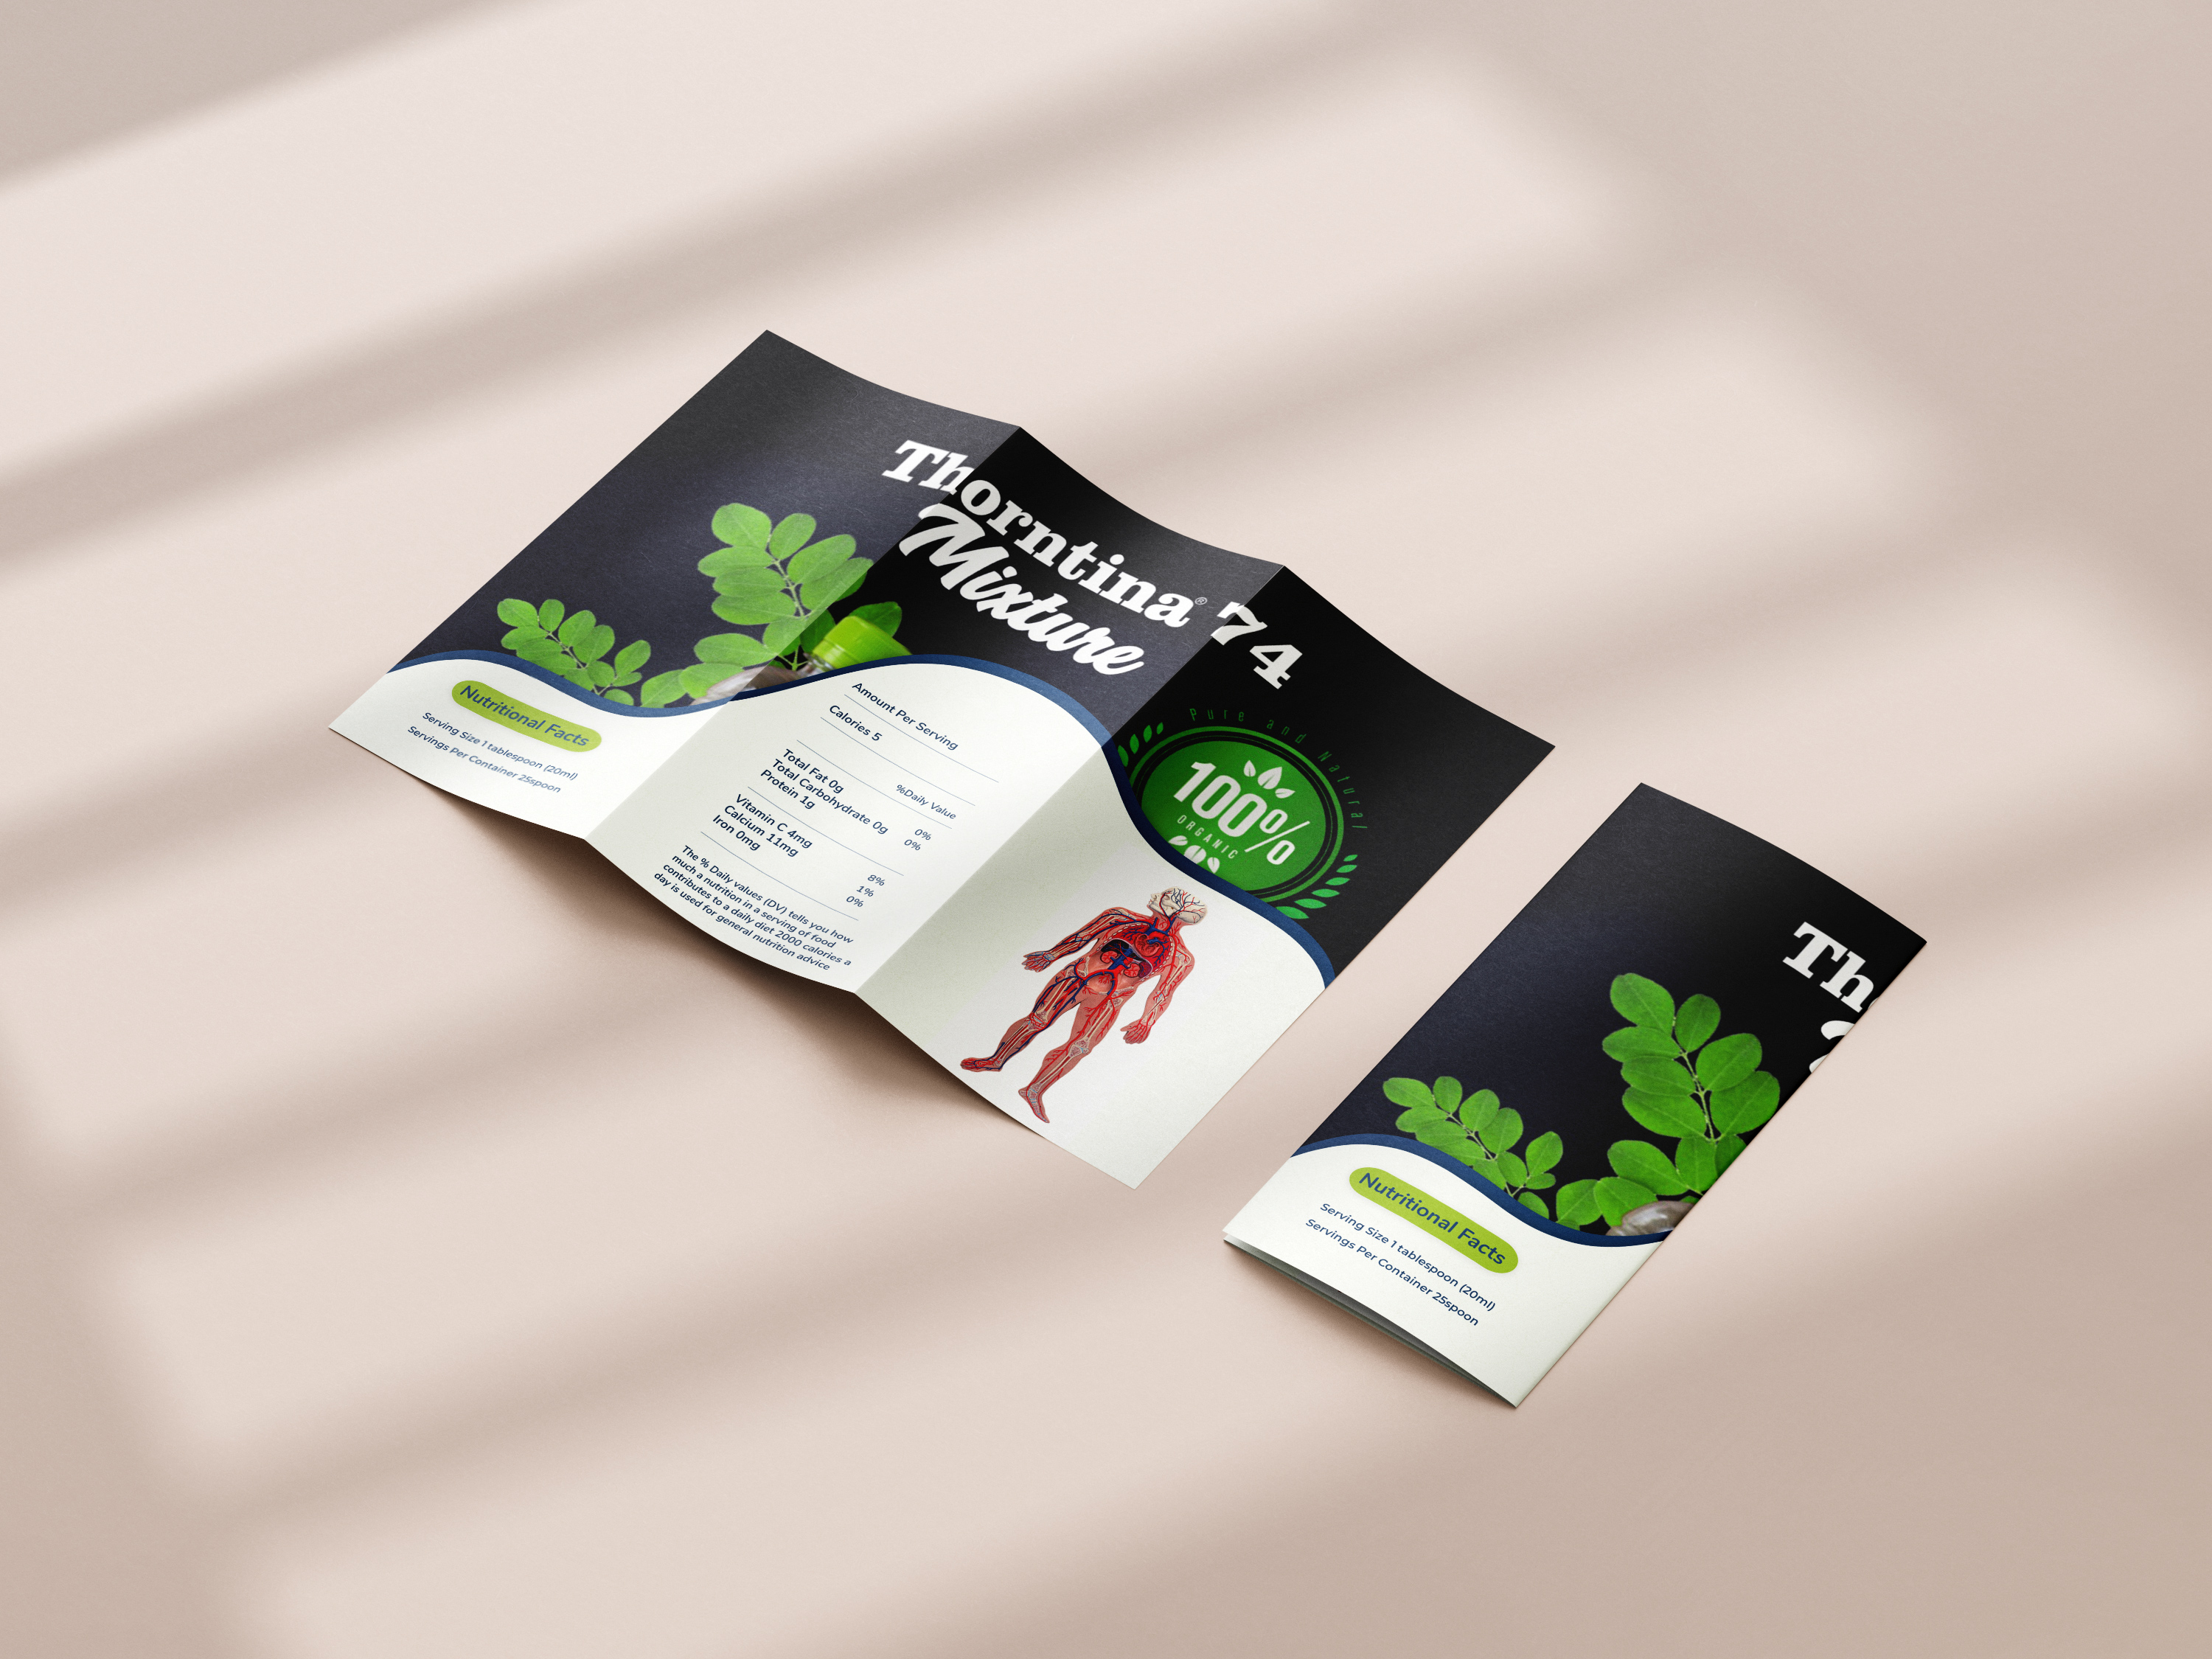 Thorntina® 74
Mixture
Nutritional Facts
Serving Size 1 tablespoon (20ml)
Servings Per Container 25spoon
Amount Per Serving
Calories 5
%Daily Value
Total Fat 0g 0%
Total Carbohydrate 0g 0%
Protein 1g
Vitamin C 4mg 8%
Calcium 11mg 1%
Iron 0mg 0%
The % Daily values (DV) tells you how
much a nutrition in a serving of food
contributes to a daily diet 2000 calories a
day is used for general nutrition advice
Pure and Natural
100%
ORGANIC
Th
Nutritional Facts
Serving Size 1 tablespoon (20ml)
Servings Per Container 25spoon